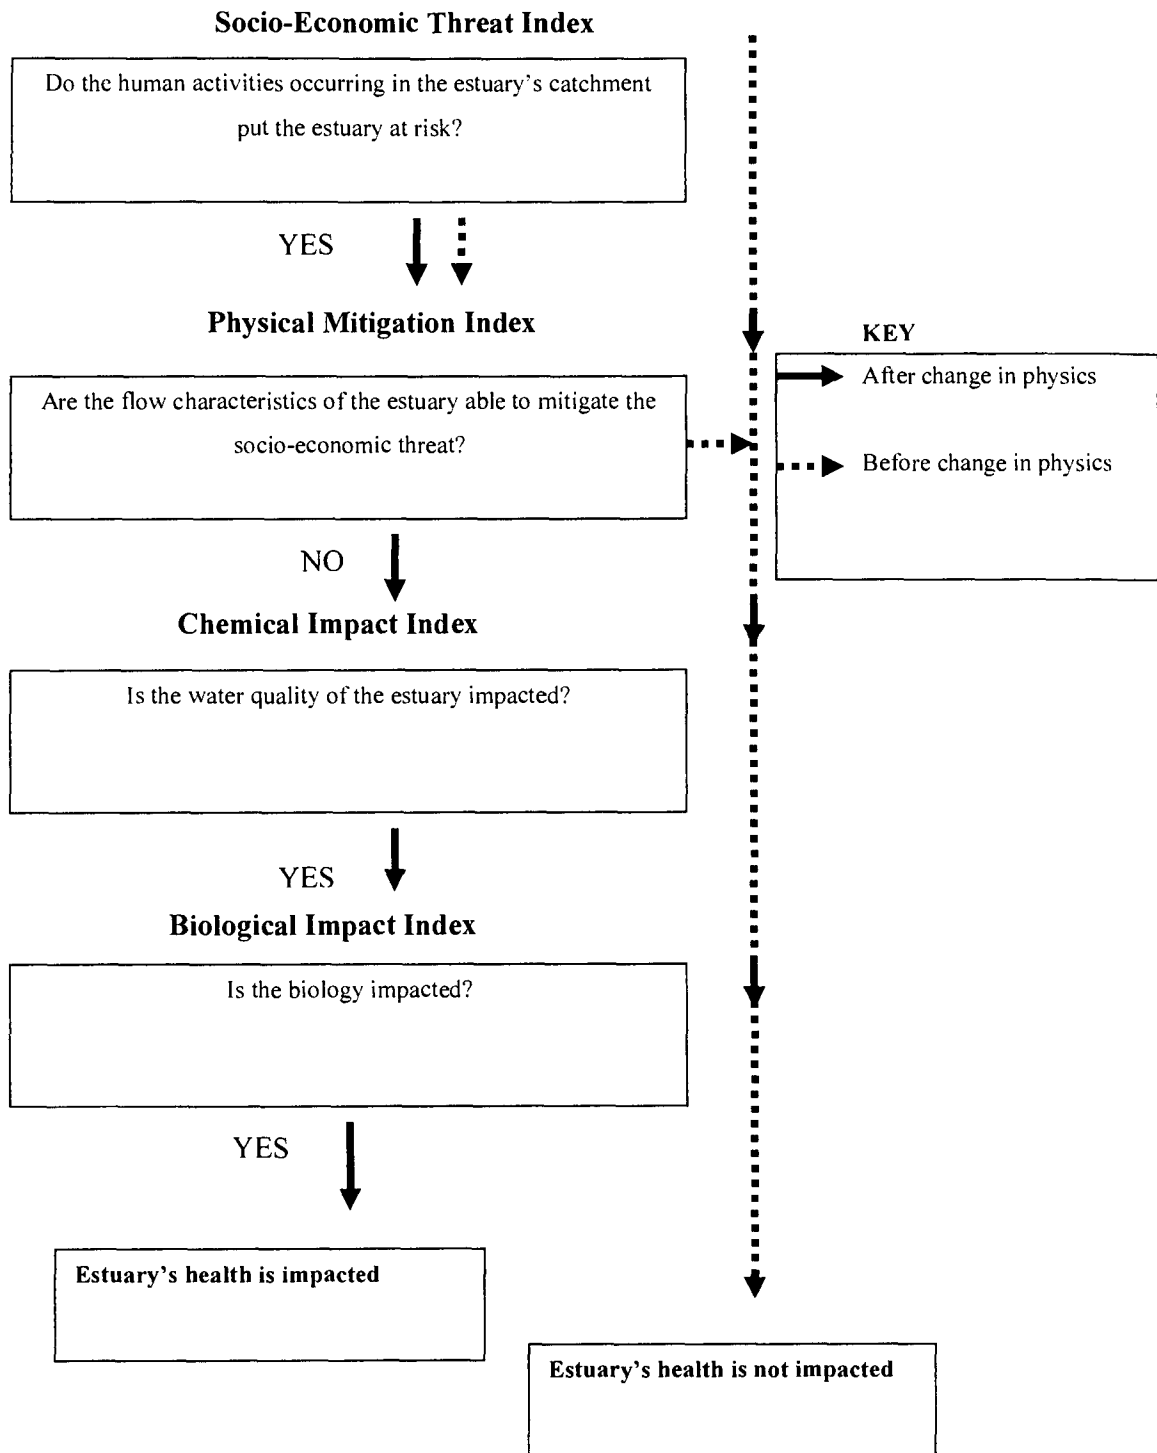 Socio-Economic Threat Index
Do the human activities occurring in the estuary's catchment
put the estuary at risk?
YES
Physical Mitigation Index
Are the flow characteristics of the estuary able to mitigate the
socio-economic threat?
KEY
After change in physics
Before change in physics
NO
Chemical Impact Index
Is the water quality of the estuary impacted?
YES
Biological Impact Index
Is the biology impacted?
YES
Estuary's health is impacted
Estuary's health is not impacted